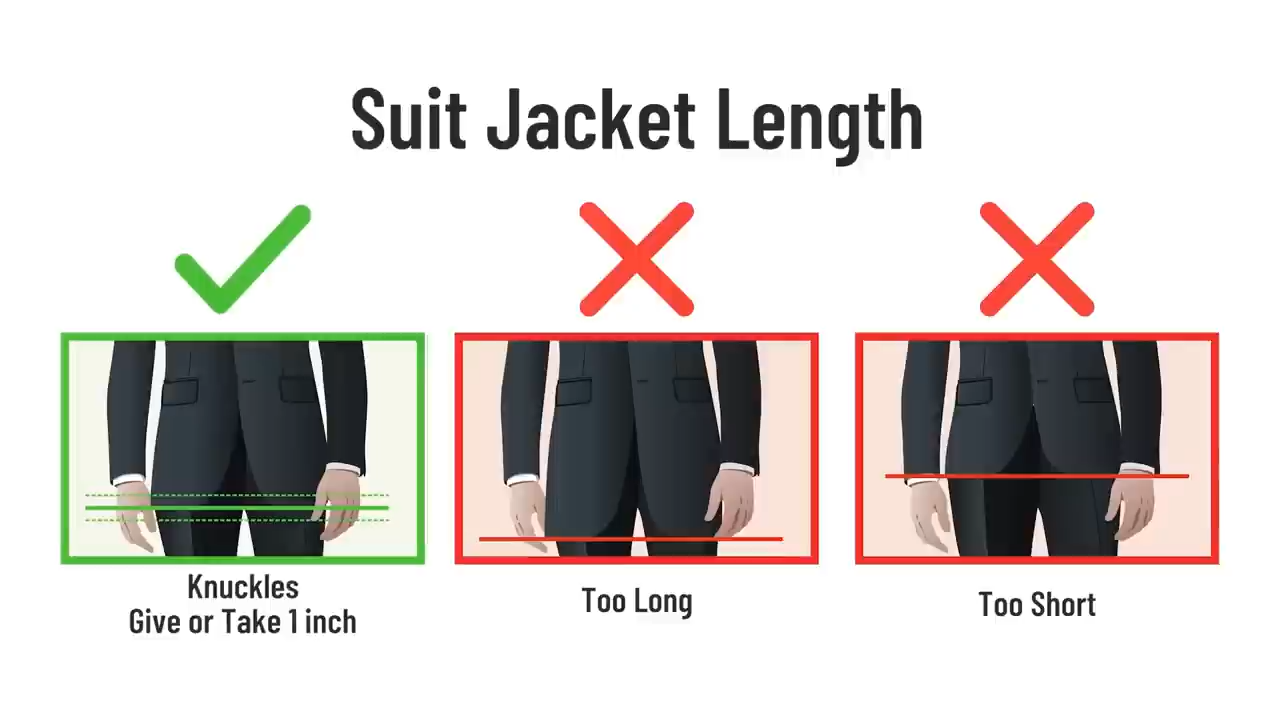 Suit Jacket Length
Knuckles
Give or Take 1 inch
Too Long
Too Short